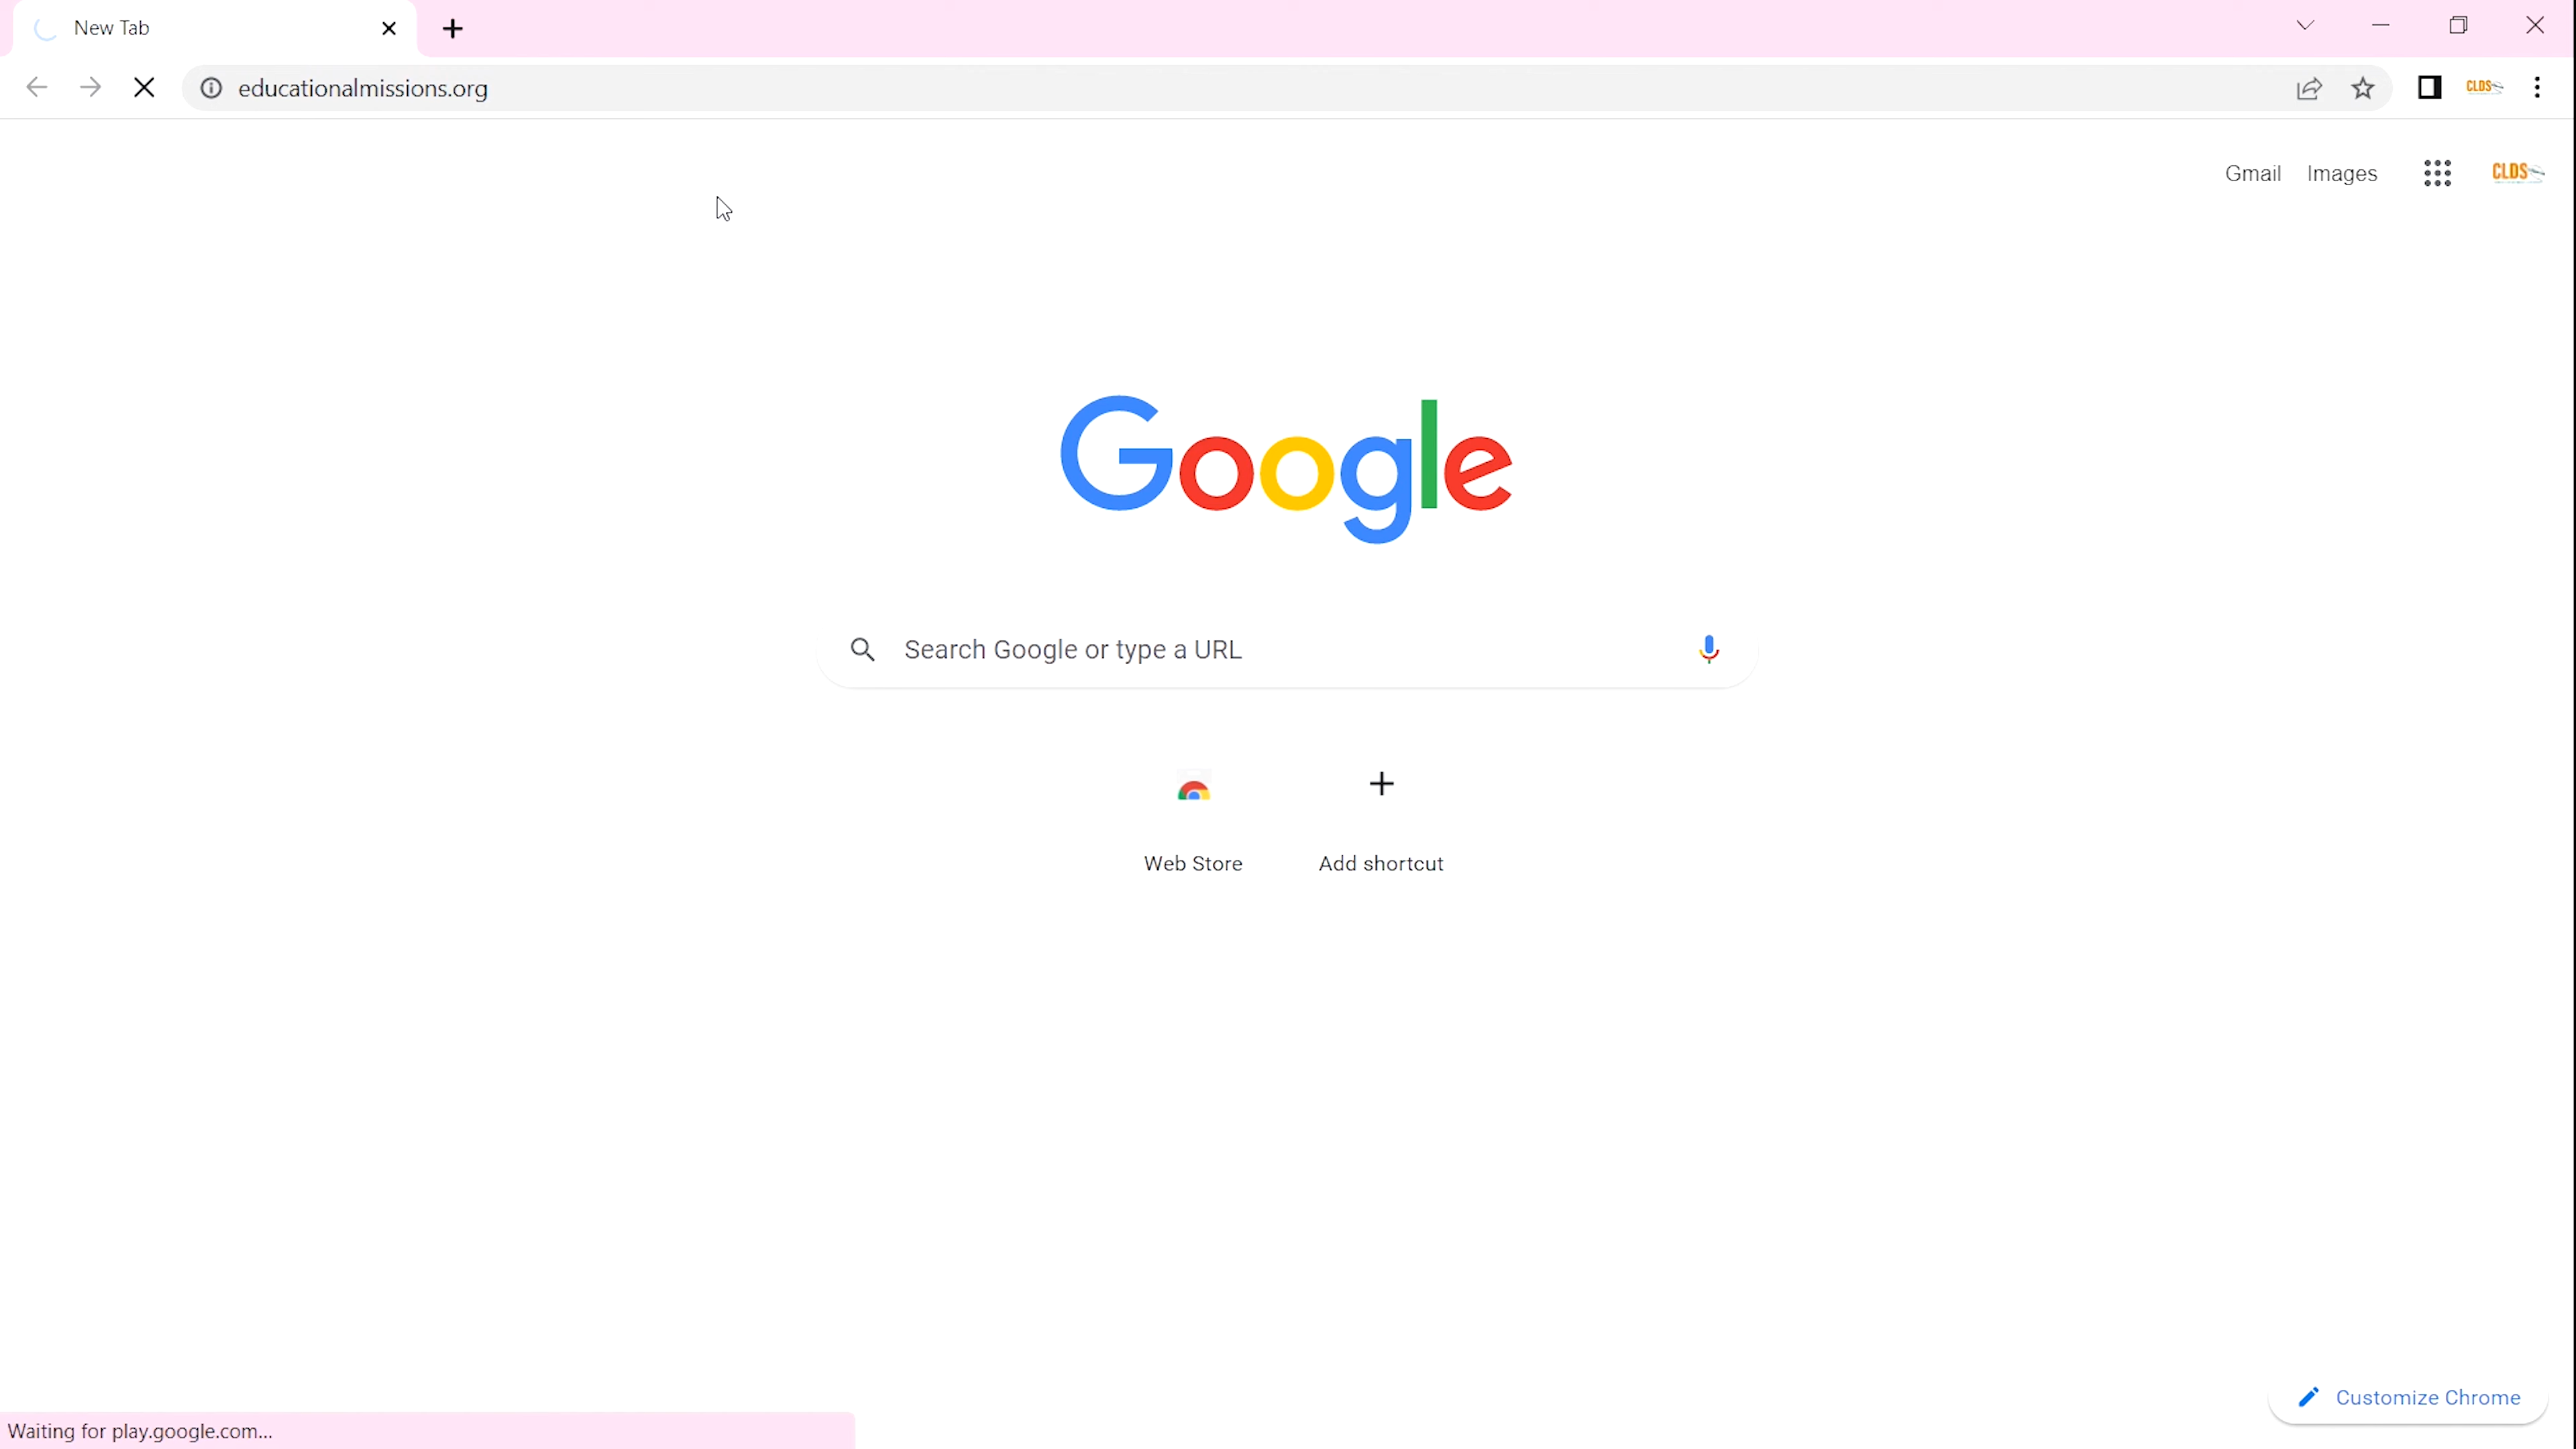 New Tab
educationalmissions.org
CLDS
Gmail Images CLDS
Google
Search Google or type a URL
Web Store Add shortcut
Customize Chrome
Waiting for play.google.com...